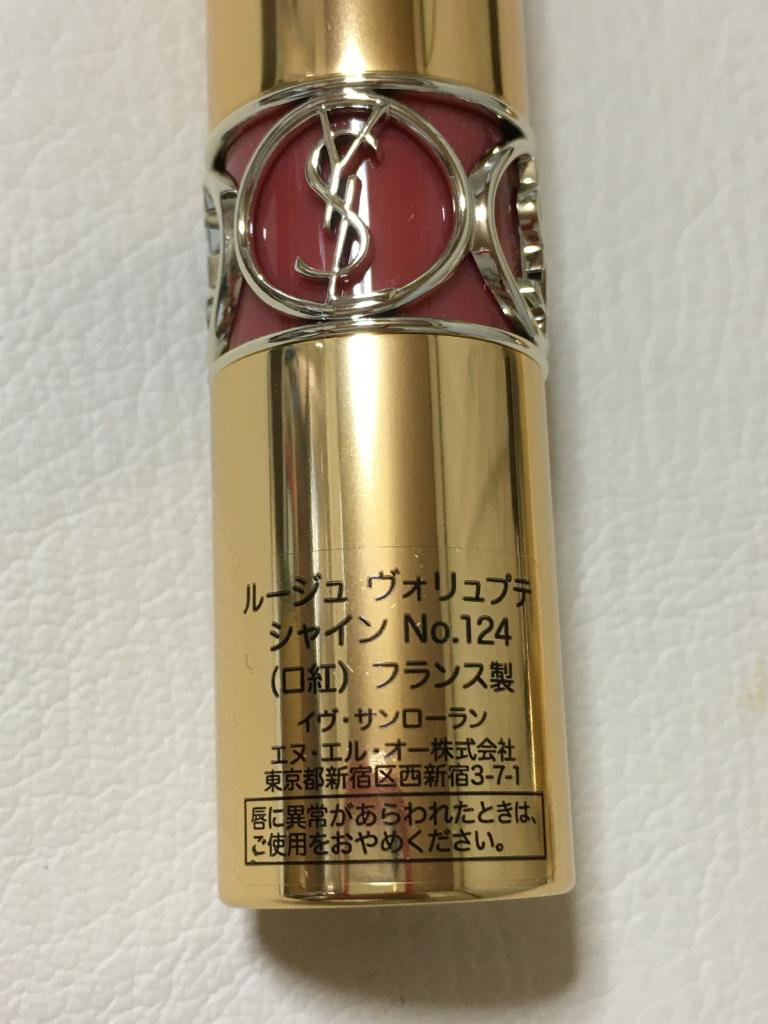 YSL
ルージュ ヴォリュプテ
シャイン No.124
(口紅) フランス製
イヴ・サンローラン
エヌ・エル・オー株式会社
東京都新宿区西新宿3-7-1
唇に異常があらわれたときは、
ご使用をおやめください。